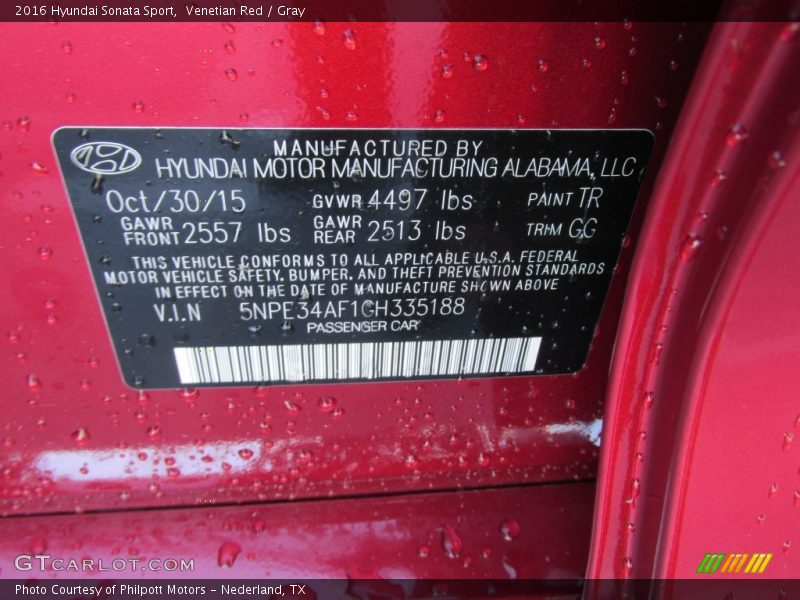 2016 Hyundai Sonata Sport, Venetian Red / Gray
MANUFACTURED BY
HYUNDAI MOTOR MANUFACTURING ALABAMA, LLC
Oct/30/15 GVWR 4497 lbs PAINT TR
GAWR FRONT 2557 lbs GAWR REAR 2513 lbs TRIM GG
THIS VEHICLE CONFORMS TO ALL APPLICABLE U.S.A. FEDERAL
MOTOR VEHICLE SAFETY, BUMPER, AND THEFT PREVENTION STANDARDS
IN EFFECT ON THE DATE OF MANUFACTURE SHOWN ABOVE
V.I.N 5NPE34AF1GH335188
PASSENGER CAR
GTCARLOT.COM
Photo Courtesy of Philpott Motors - Nederland, TX